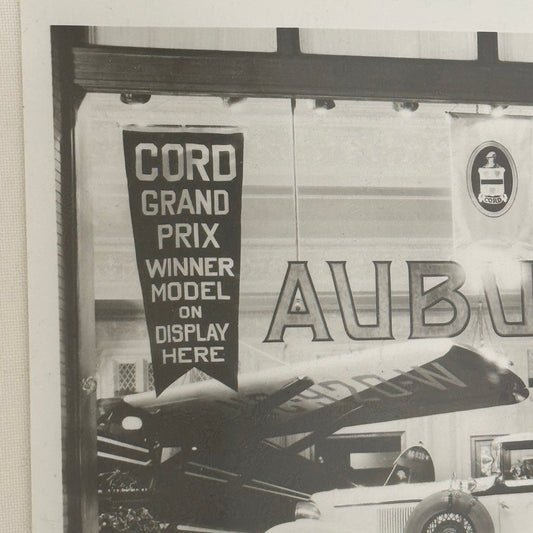 CORD
GRAND
PRIX
WINNER
MODEL
ON
DISPLAY
HERE
CORD
AUBU